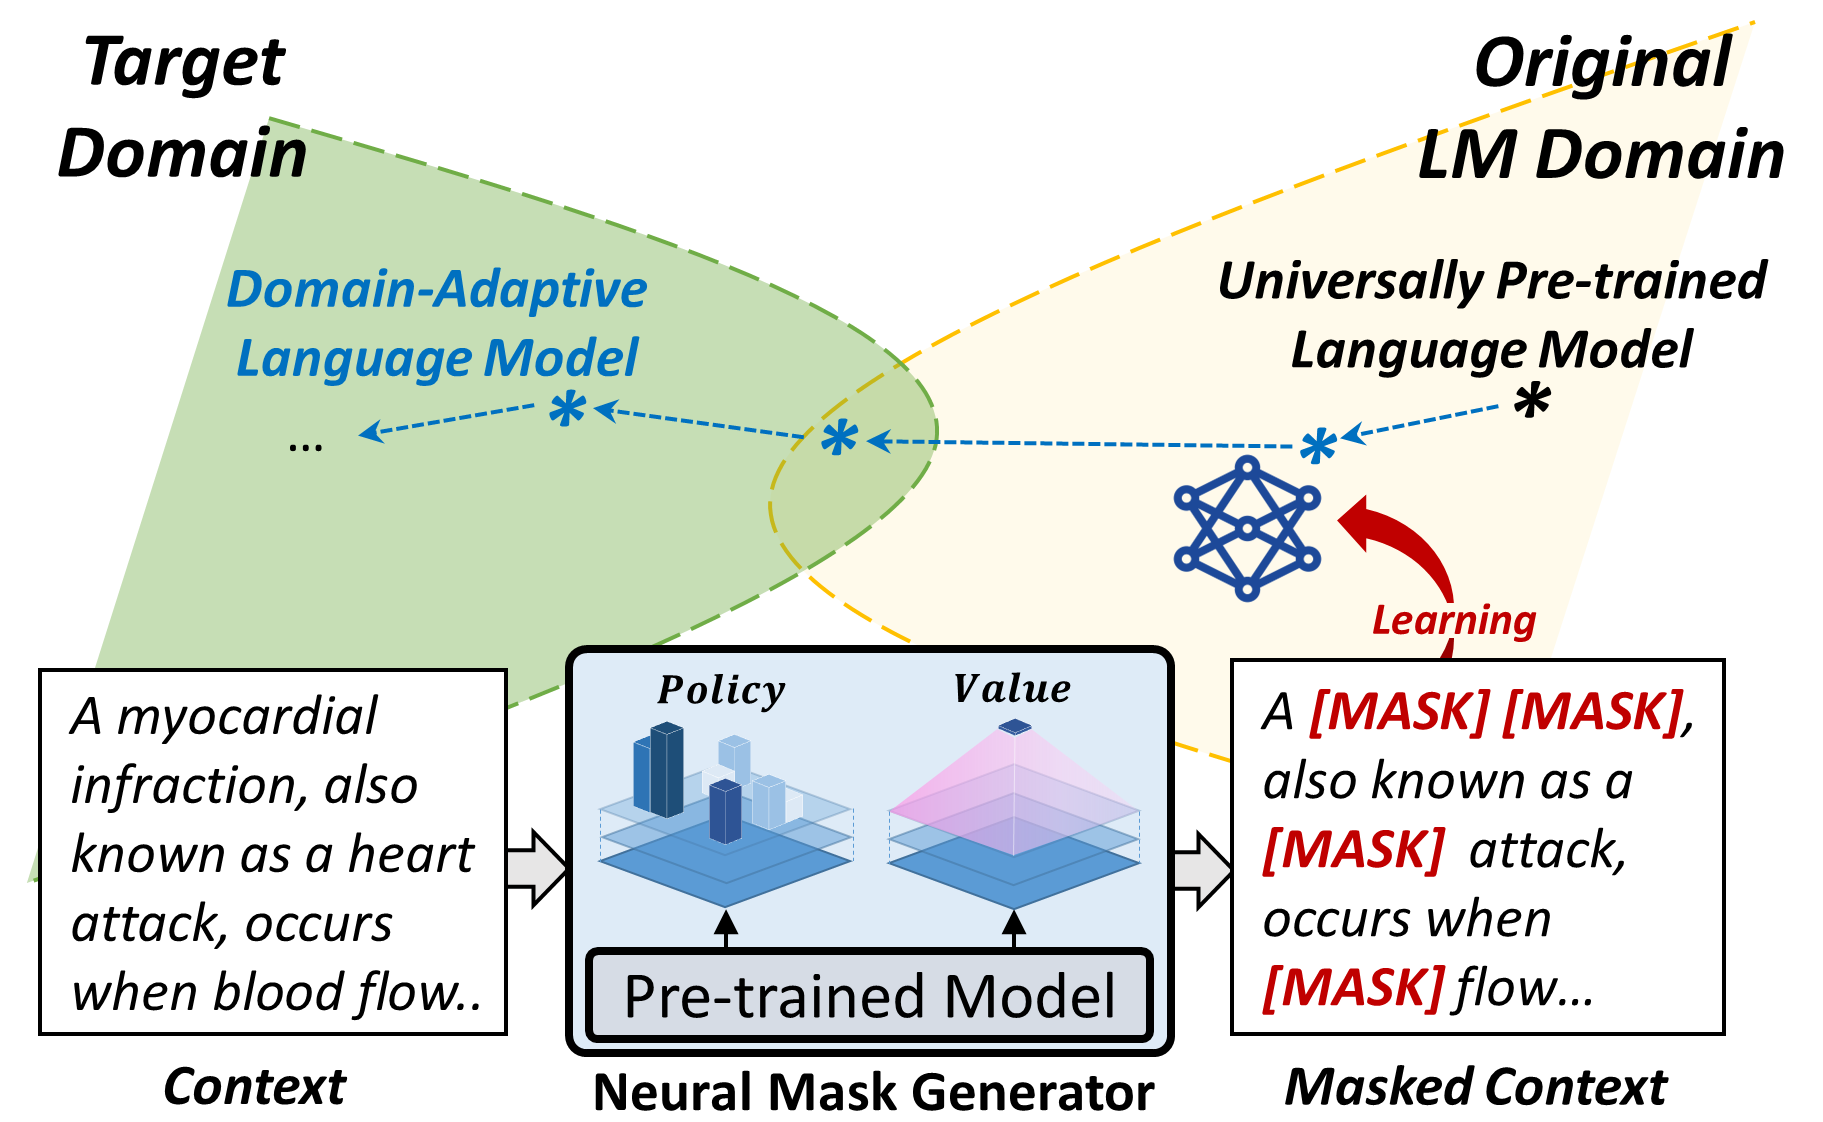 Target
Domain
Original
LM Domain
Domain-Adaptive
Language Model
Universally Pre-trained
Language Model
*
*
*
*
...
Learning
A myocardial
infraction, also
known as a heart
attack, occurs
when blood flow..
Context
Policy
Value
Pre-trained Model
Neural Mask Generator
A [MASK] [MASK],
also known as a
[MASK] attack,
occurs when
[MASK] flow...
Masked Context